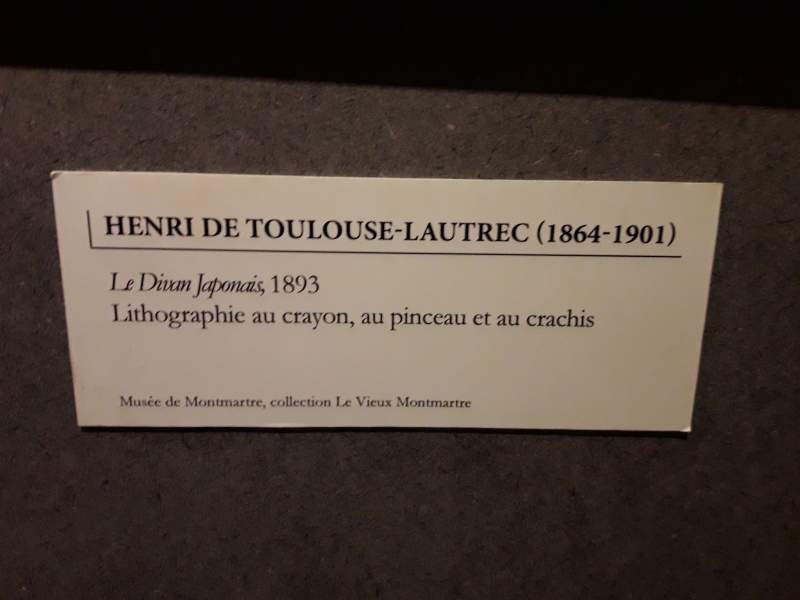 HENRI DE TOULOUSE-LAUTREC (1864-1901)
Le Divan Japonais, 1893
Lithographie au crayon, au pinceau et au crachis
Musée de Montmartre, collection Le Vieux Montmartre